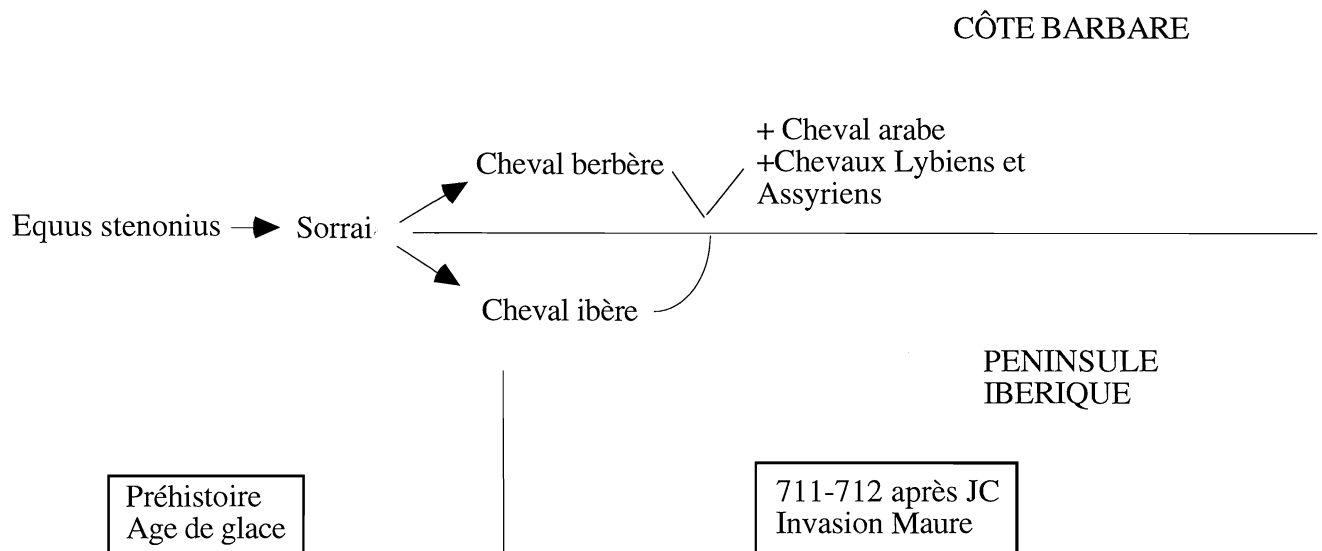 CÔTE BARBARE
+ Cheval arabe
+Chevaux Lybiens et
Assyriens
Cheval berbère
Equus stenonius
Sorrai
Cheval ibère
PENINSULE
IBERIQUE
Préhistoire
Age de glace
711-712 après JC
Invasion Maure